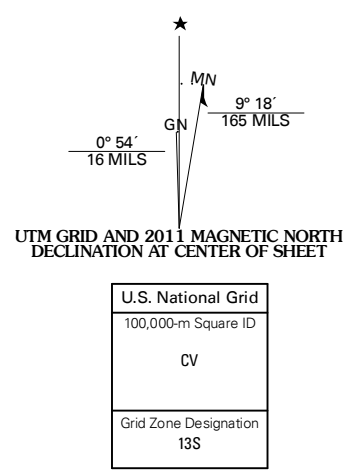 ★
MN
9° 18´
165 MILS
GN
0° 54´
16 MILS
UTM GRID AND 2011 MAGNETIC NORTH
DECLINATION AT CENTER OF SHEET
U.S. National Grid
100,000-m Square ID
CV
Grid Zone Designation
13S